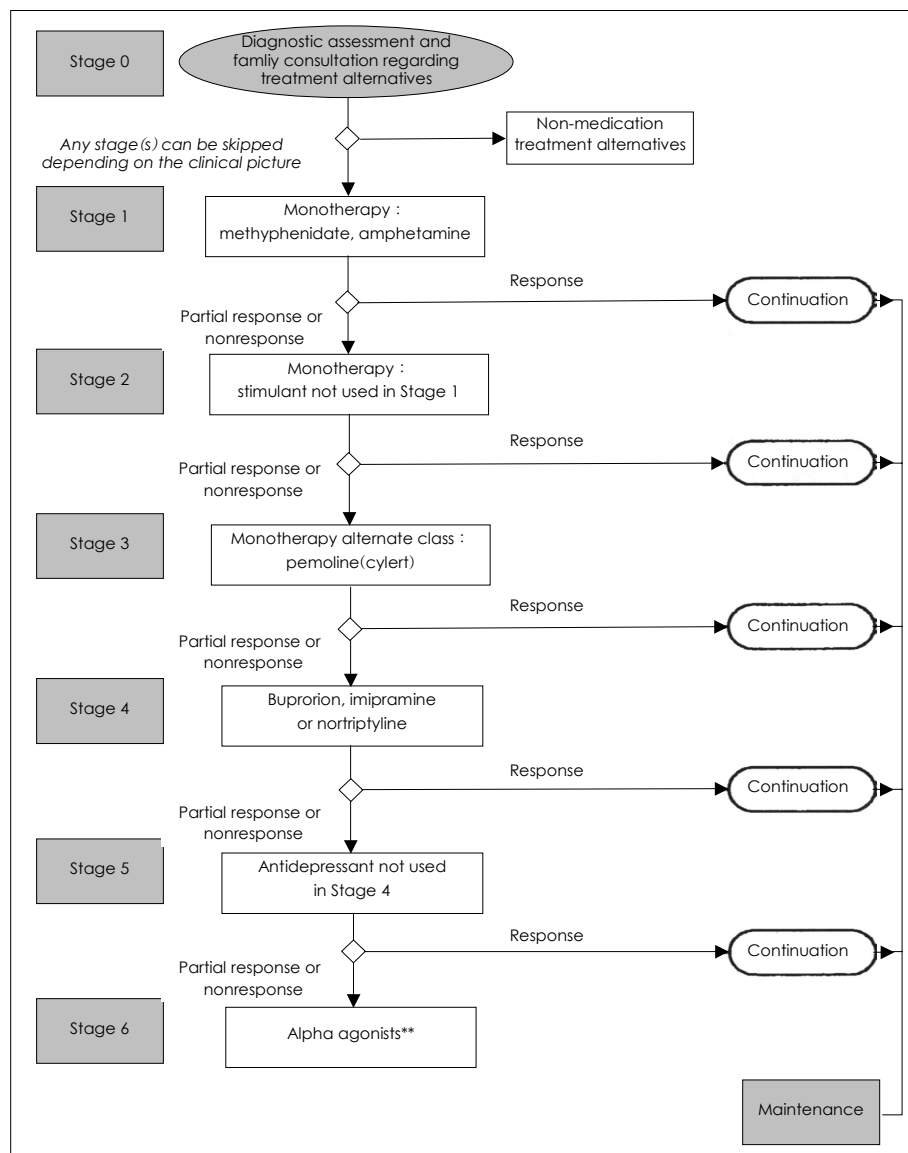 Stage 0
Diagnostic assessment and
famliy consultation regarding
treatment alternatives
Non-medication
treatment alternatives
Any stage(s) can be skipped
depending on the clinical picture
Stage 1
Monotherapy :
methyphenidate, amphetamine
Response
Continuation
Partial response or
nonresponse
Stage 2
Monotherapy :
stimulant not used in Stage 1
Response
Continuation
Partial response or
nonresponse
Stage 3
Monotherapy alternate class :
pemoline(cylert)
Response
Continuation
Partial response or
nonresponse
Stage 4
Buprorion, imipramine
or nortriptyline
Response
Continuation
Partial response or
nonresponse
Stage 5
Antidepressant not used
in Stage 4
Response
Continuation
Partial response or
nonresponse
Stage 6
Alpha agonists**
Maintenance